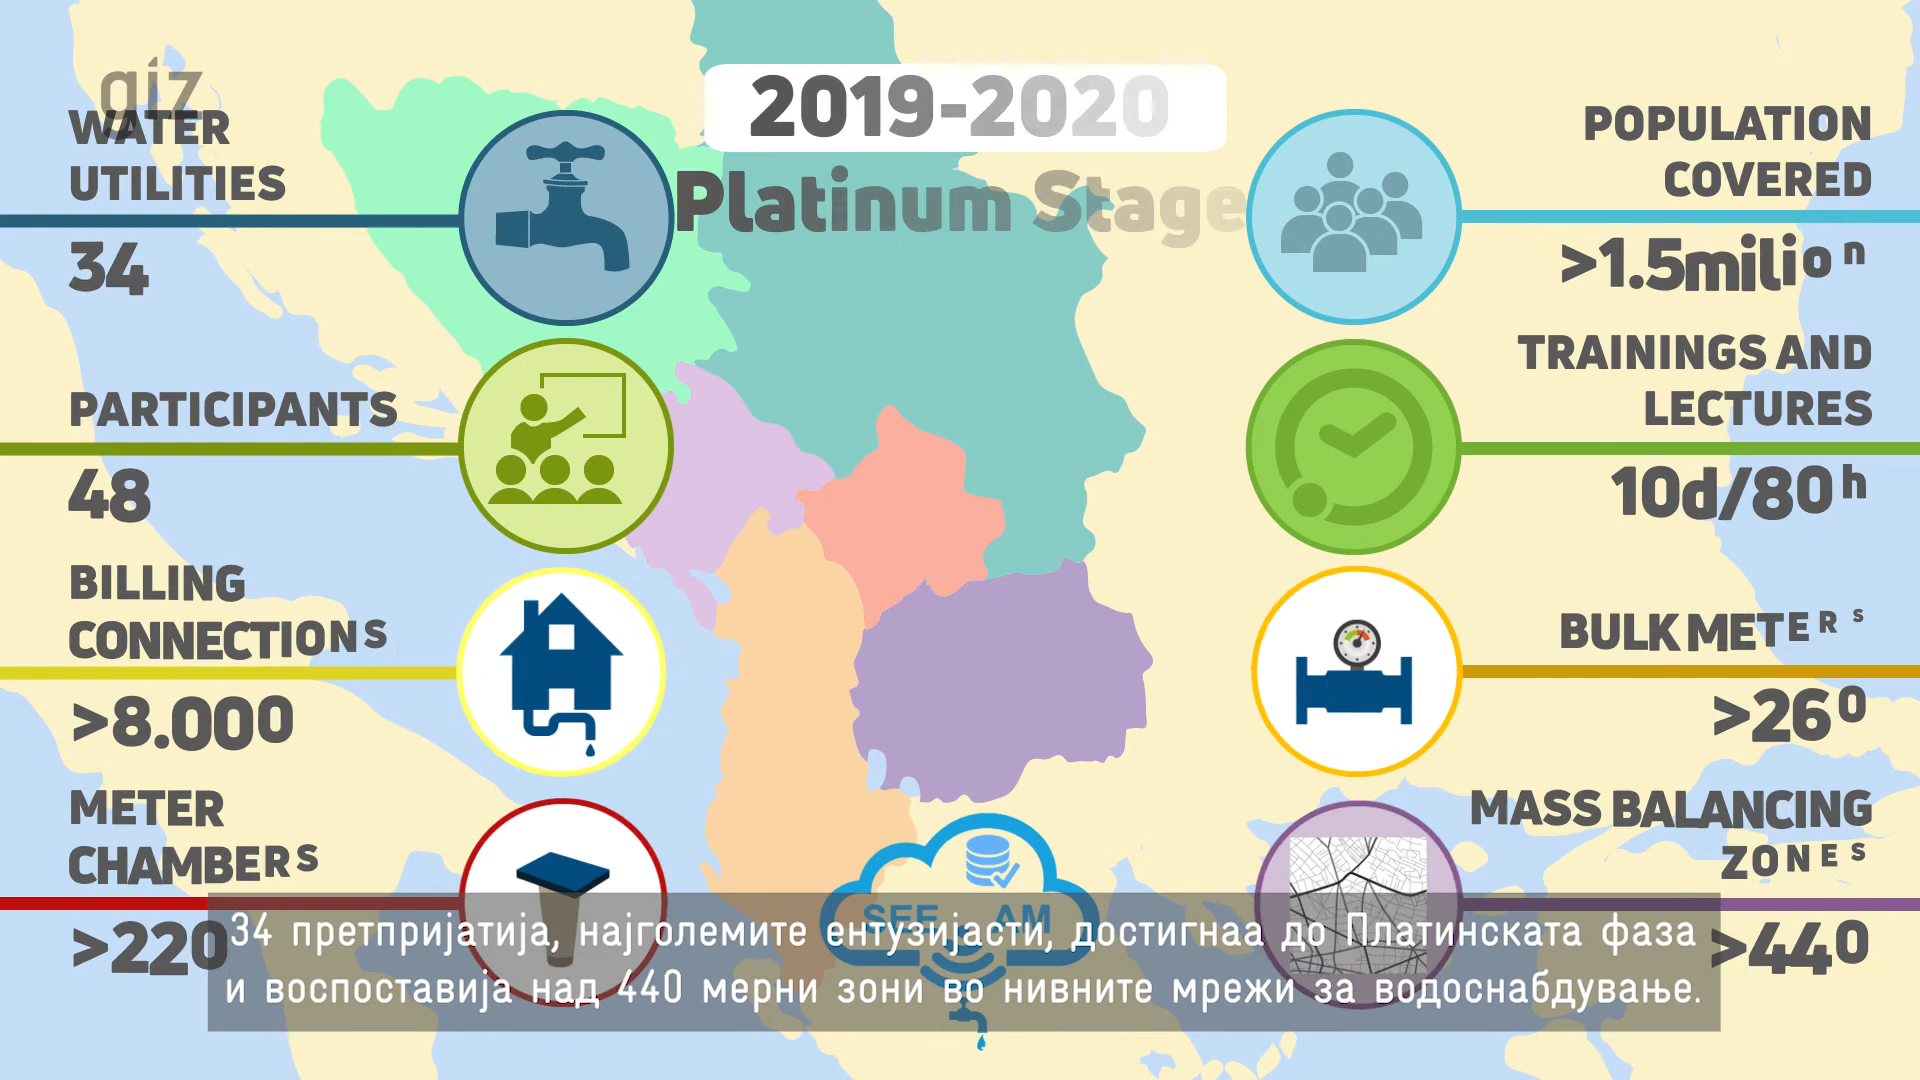 giz
2019-2020
Platinum Stage
WATER
UTILITIES
34
PARTICIPANTS
48
BILLING
CONNECTIONS
>8.000
METER
CHAMBERS
>220
POPULATION
COVERED
>1.5milion
TRAININGS AND
LECTURES
10d/80h
BULK METERS
>260
MASS BALANCING
ZONES
>440
SEE AM
34 претпријатија, најголемите ентузијасти, достигнаа до Платинската фаза
и воспоставија над 440 мерни зони во нивните мрежи за водоснабдување.